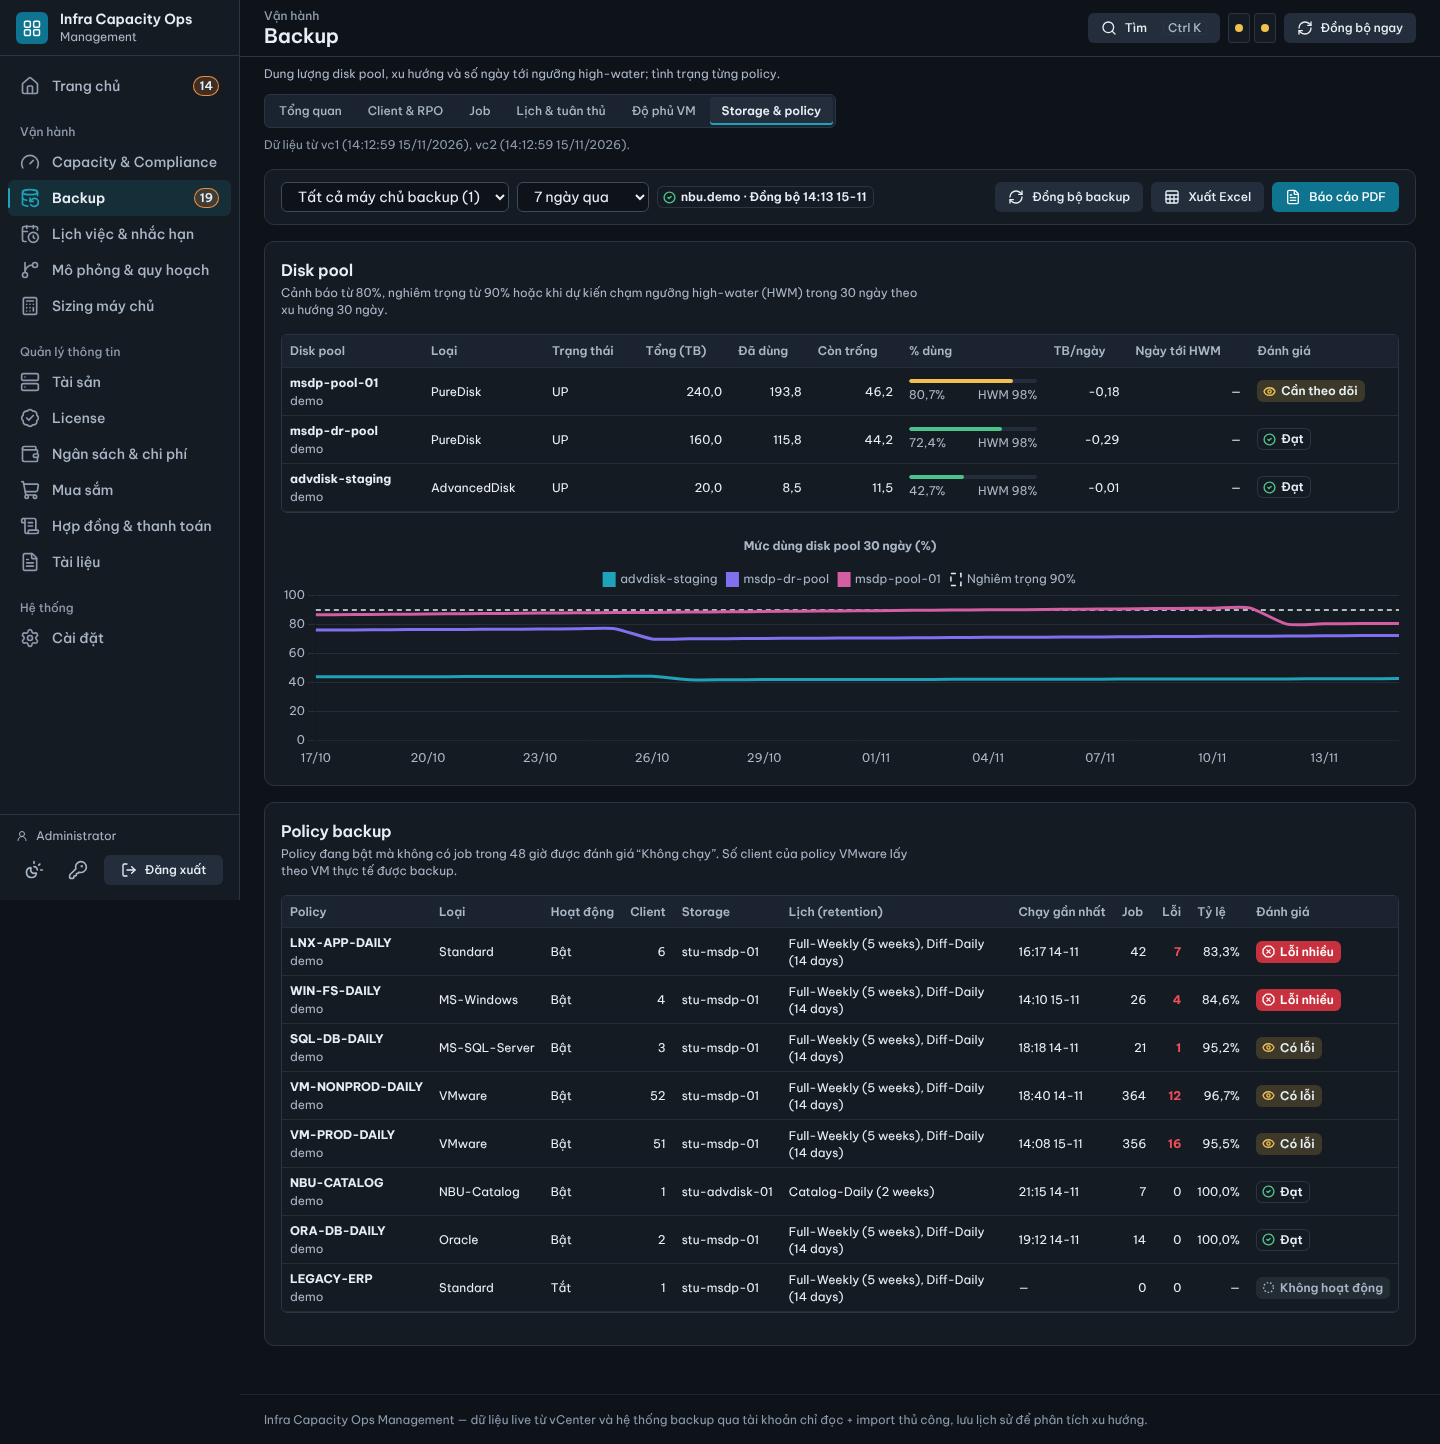 Infra Capacity Ops
Management
Trang chủ 14
Vận hành
Capacity & Compliance
Backup 19
Lịch việc & nhắc hạn
Mô phỏng & quy hoạch
Sizing máy chủ
Quản lý thông tin
Tài sản
License
Ngân sách & chi phí
Mua sắm
Hợp đồng & thanh toán
Tài liệu
Hệ thống
Cài đặt
Administrator
Đăng xuất
Vận hành
Backup
Tìm Ctrl K
Đồng bộ ngay
Dung lượng disk pool, xu hướng và số ngày tới ngưỡng high-water; tình trạng từng policy.
Tổng quan Client & RPO Job Lịch & tuân thủ Độ phủ VM Storage & policy
Dữ liệu từ vc1 (14:12:59 15/11/2026), vc2 (14:12:59 15/11/2026).
Tất cả máy chủ backup (1) 7 ngày qua nbu.demo · Đồng bộ 14:13 15-11 Đồng bộ backup Xuất Excel Báo cáo PDF
Disk pool
Cảnh báo từ 80%, nghiêm trọng từ 90% hoặc khi dự kiến chạm ngưỡng high-water (HWM) trong 30 ngày theo
xu hướng 30 ngày.
Disk pool Loại Trạng thái Tổng (TB) Đã dùng Còn trống % dùng TB/ngày Ngày tới HWM Đánh giá
msdp-pool-01
demo PureDisk UP 240,0 193,8 46,2 80,7% HWM 98% -0,18 — Cần theo dõi
msdp-dr-pool
demo PureDisk UP 160,0 115,8 44,2 72,4% HWM 98% -0,29 — Đạt
advdisk-staging
demo AdvancedDisk UP 20,0 8,5 11,5 42,7% HWM 98% -0,01 — Đạt
Mức dùng disk pool 30 ngày (%)
advdisk-staging msdp-dr-pool msdp-pool-01 Nghiêm trọng 90%
100
80
60
40
20
0
17/10 20/10 23/10 26/10 29/10 01/11 04/11 07/11 10/11 13/11
Policy backup
Policy đang bật mà không có job trong 48 giờ được đánh giá “Không chạy”. Số client của policy VMware lấy
theo VM thực tế được backup.
Policy Loại Hoạt động Client Storage Lịch (retention) Chạy gần nhất Job Lỗi Tỷ lệ Đánh giá
LNX-APP-DAILY
demo Standard Bật 6 stu-msdp-01 Full-Weekly (5 weeks), Diff-Daily
(14 days) 16:17 14-11 42 7 83,3% Lỗi nhiều
WIN-FS-DAILY
demo MS-Windows Bật 4 stu-msdp-01 Full-Weekly (5 weeks), Diff-Daily
(14 days) 14:10 15-11 26 4 84,6% Lỗi nhiều
SQL-DB-DAILY
demo MS-SQL-Server Bật 3 stu-msdp-01 Full-Weekly (5 weeks), Diff-Daily
(14 days) 18:18 14-11 21 1 95,2% Có lỗi
VM-NONPROD-DAILY
demo VMware Bật 52 stu-msdp-01 Full-Weekly (5 weeks), Diff-Daily
(14 days) 18:40 14-11 364 12 96,7% Có lỗi
VM-PROD-DAILY
demo VMware Bật 51 stu-msdp-01 Full-Weekly (5 weeks), Diff-Daily
(14 days) 14:08 15-11 356 16 95,5% Có lỗi
NBU-CATALOG
demo NBU-Catalog Bật 1 stu-advdisk-01 Catalog-Daily (2 weeks) 21:15 14-11 7 0 100,0% Đạt
ORA-DB-DAILY
demo Oracle Bật 2 stu-msdp-01 Full-Weekly (5 weeks), Diff-Daily
(14 days) 19:12 14-11 14 0 100,0% Đạt
LEGACY-ERP
demo Standard Tắt 1 stu-msdp-01 Full-Weekly (5 weeks), Diff-Daily
(14 days) — 0 0 — Không hoạt động
Infra Capacity Ops Management — dữ liệu live từ vCenter và hệ thống backup qua tài khoản chỉ đọc + import thủ công, lưu lịch sử để phân tích xu hướng.